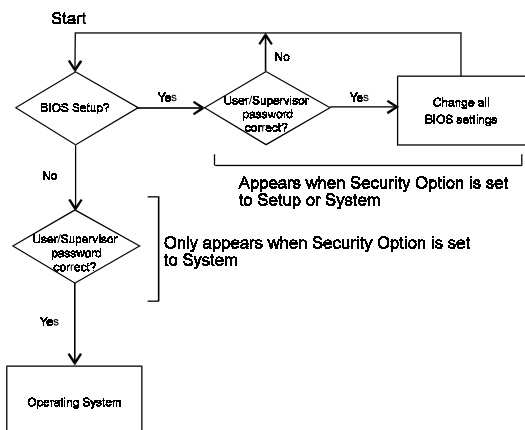 Start
No
BIOS Setup?
Yes
User/Supervisor
password
correct?
Yes
Change all
BIOS settings
Appears when Security Option is set
to Setup or System
No
User/Supervisor
password
correct?
Only appears when Security Option is set
to System
Yes
Operating System